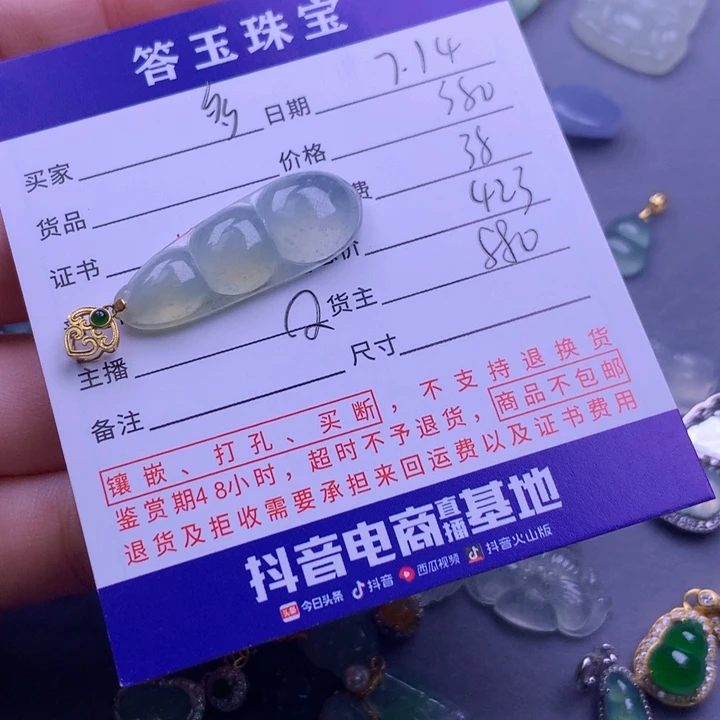 答玉珠宝
买家 日期 7.14
货品 价格 580
证书 费 38
价 423
货主 880
主播 Q 尺寸
备注
镶嵌、打孔、买断，不支持退换货
鉴赏期48小时，超时不予退货，商品不包邮
退货及拒收需要承担来回运费以及证书费用
抖音电商直播基地
头条 今日头条 抖音 西瓜视频 抖音火山版